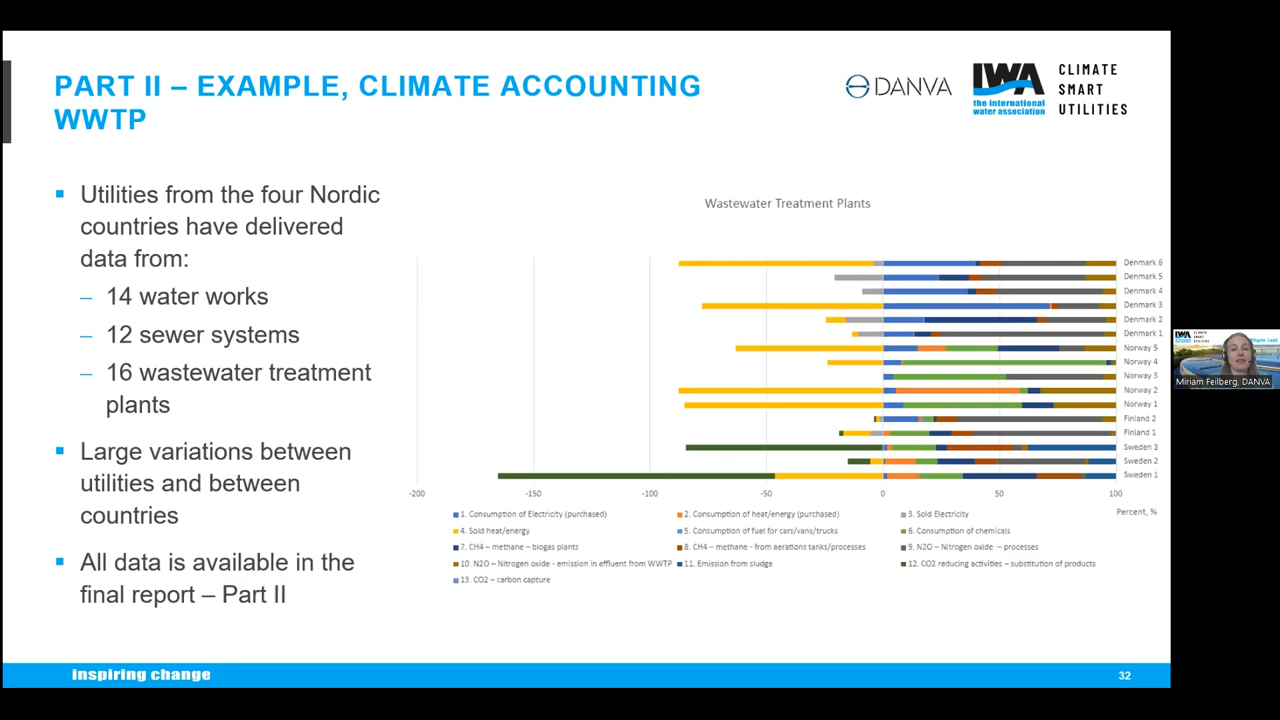 PART II – EXAMPLE, CLIMATE ACCOUNTING
WWTP
DANVA
IWA
the international
water association
CLIMATE
SMART
UTILITIES
▪ Utilities from the four Nordic
countries have delivered
data from:
– 14 water works
– 12 sewer systems
– 16 wastewater treatment
plants
▪ Large variations between
utilities and between
countries
▪ All data is available in the
final report – Part II
Wastewater Treatment Plants
Denmark 6
Denmark 5
Denmark 4
Denmark 3
Denmark 2
Denmark 1
Norway 5
Norway 4
Norway 3
Norway 2
Norway 1
Finland 2
Finland 1
Sweden 3
Sweden 2
Sweden 1
-200 -150 -100 -50 0 50 100
Percent, %
1. Consumption of Electricity (purchased) 2. Consumption of heat/energy (purchased) 3. Sold Electricity
4. Sold heat/energy 5. Consumption of fuel for cars/vans/trucks 6. Consumption of chemicals
7. CH4 – methane – biogas plants 8. CH4 – methane - from aerations tanks/processes 9. N2O – Nitrogen oxide – processes
10. N2O – Nitrogen oxide - emission in effluent from WWTP 11. Emission from sludge 12. CO2 reducing activities – substitution of products
13. CO2 – carbon capture
IWA
Miriam Feilberg, DANVA
inspiring change
32